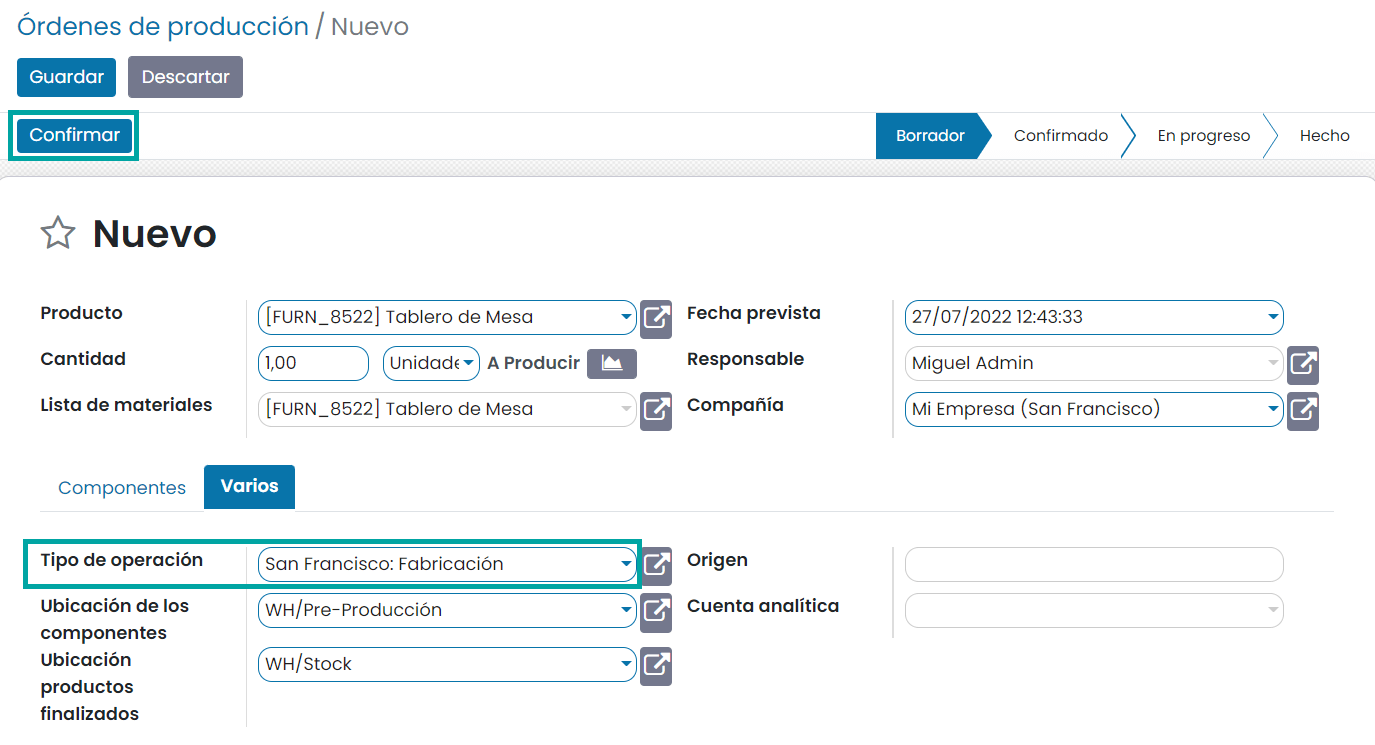 Órdenes de producción / Nuevo
Guardar Descartar
Confirmar Borrador Confirmado En progreso Hecho
Nuevo
Producto [FURN_8522] Tablero de Mesa Fecha prevista 27/07/2022 12:43:33
Cantidad 1,00 Unidade A Producir Responsable Miguel Admin
Lista de materiales [FURN_8522] Tablero de Mesa Compañía Mi Empresa (San Francisco)
Componentes Varios
Tipo de operación San Francisco: Fabricación Origen
Ubicación de los WH/Pre-Producción Cuenta analítica
componentes
Ubicación WH/Stock
productos
finalizados